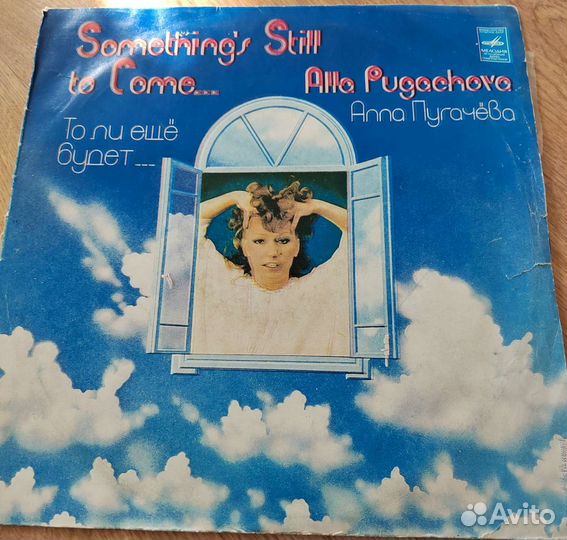 Something's Still
to Come... Alla Pugachova
Алла Пугачёва
То ли ещё
будет...
МЕЛОДИЯ
Avito